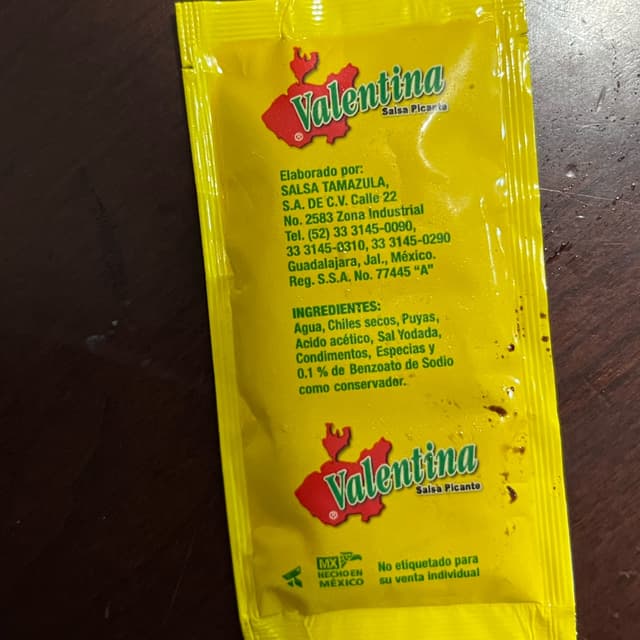 Valentina
Salsa Picante
®
Elaborado por:
SALSA TAMAZULA,
S.A. DE C.V. Calle 22
No. 2583 Zona Industrial
Tel. (52) 33 3145-0090,
33 3145-0310, 33 3145-0290
Guadalajara, Jal., México.
Reg. S.S.A. No. 77445 “A”
INGREDIENTES:
Agua, Chiles secos, Puyas,
Acido acético, Sal Yodada,
Condimentos, Especias y
0.1 % de Benzoato de Sodio
como conservador.
Valentina
Salsa Picante
®
MX
HECHO EN
MÉXICO
No etiquetado para
su venta individual